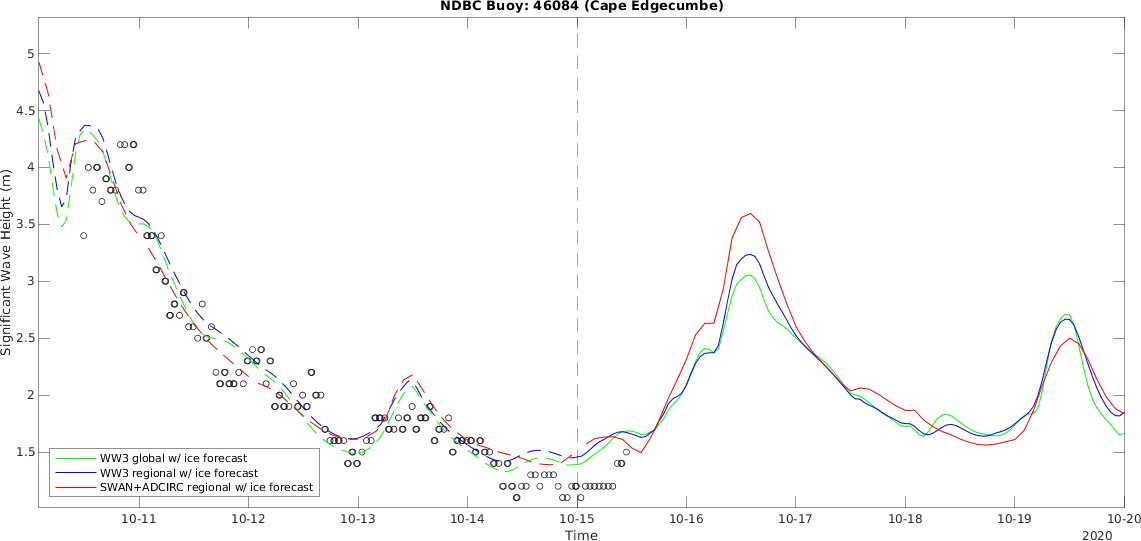 NDBC Buoy: 46084 (Cape Edgecumbe)
5
4.5
4
3.5
3
2.5
2
1.5
Significant Wave Height (m)
WW3 global w/ ice forecast
WW3 regional w/ ice forecast
SWAN+ADCIRC regional w/ ice forecast
10-11 10-12 10-13 10-14 10-15 10-16 10-17 10-18 10-19 10-20
Time
2020